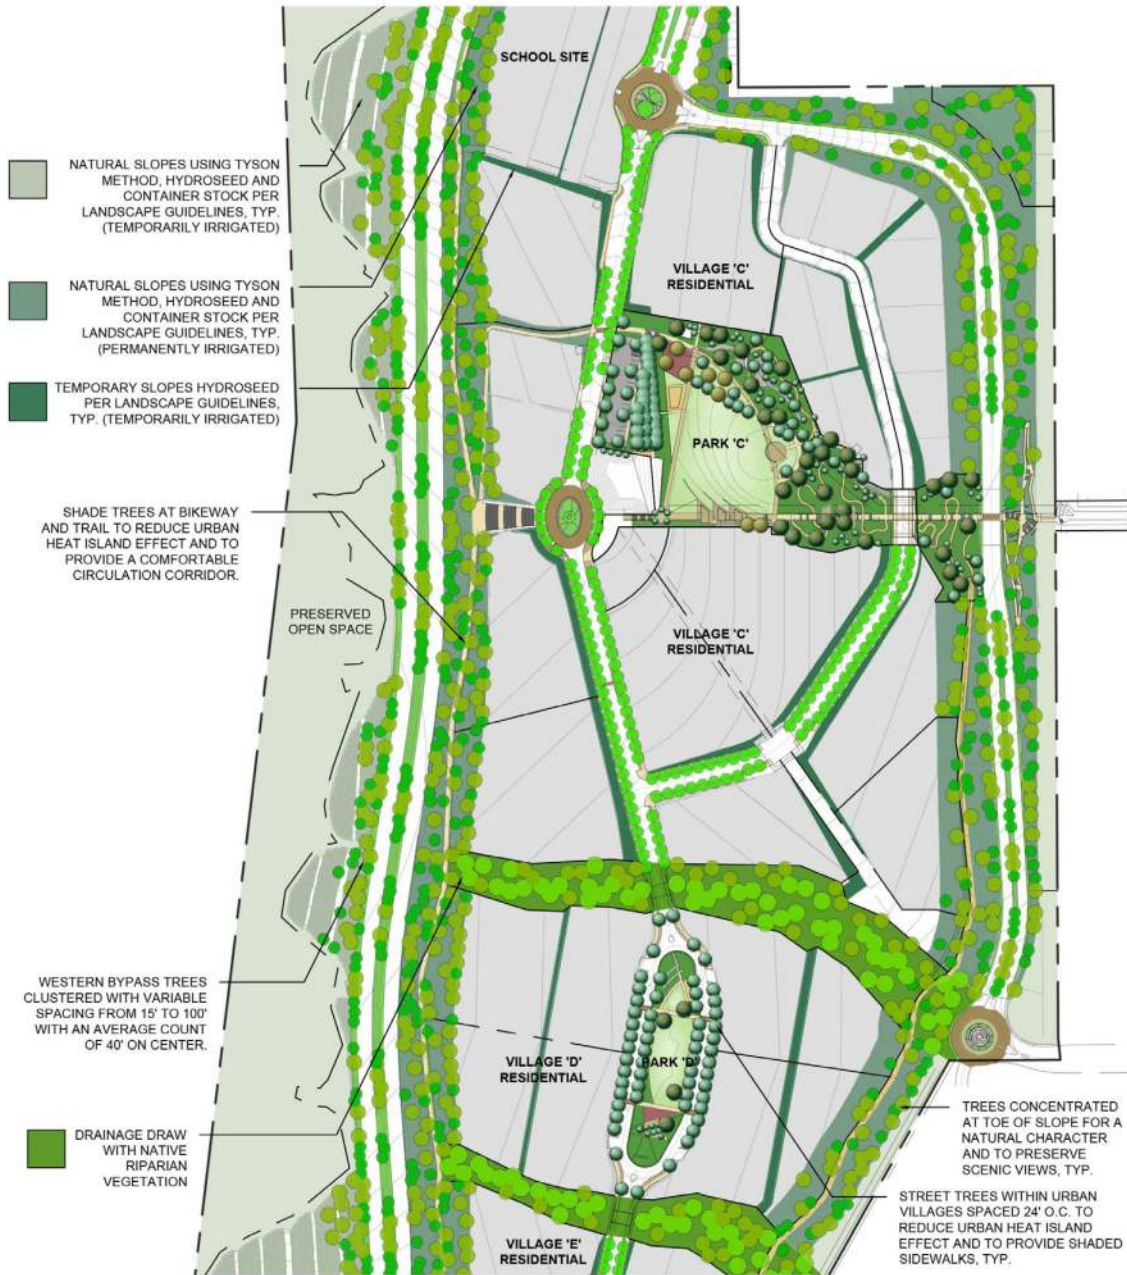 SCHOOL SITE
NATURAL SLOPES USING TYSON
METHOD, HYDROSEED AND
CONTAINER STOCK PER
LANDSCAPE GUIDELINES, TYP.
(TEMPORARILY IRRIGATED)
NATURAL SLOPES USING TYSON
METHOD, HYDROSEED AND
CONTAINER STOCK PER
LANDSCAPE GUIDELINES, TYP.
(PERMANENTLY IRRIGATED)
TEMPORARY SLOPES HYDROSEED
PER LANDSCAPE GUIDELINES,
TYP. (TEMPORARILY IRRIGATED)
VILLAGE 'C'
RESIDENTIAL
PARK 'C'
SHADE TREES AT BIKEWAY
AND TRAIL TO REDUCE URBAN
HEAT ISLAND EFFECT AND TO
PROVIDE A COMFORTABLE
CIRCULATION CORRIDOR.
PRESERVED
OPEN SPACE
VILLAGE 'C'
RESIDENTIAL
WESTERN BYPASS TREES
CLUSTERED WITH VARIABLE
SPACING FROM 15' TO 100'
WITH AN AVERAGE COUNT
OF 40' ON CENTER.
VILLAGE 'D'
RESIDENTIAL
PARK 'D'
DRAINAGE DRAW
WITH NATIVE
RIPARIAN
VEGETATION
TREES CONCENTRATED
AT TOE OF SLOPE FOR A
NATURAL CHARACTER
AND TO PRESERVE
SCENIC VIEWS, TYP.
STREET TREES WITHIN URBAN
VILLAGES SPACED 24' O.C. TO
REDUCE URBAN HEAT ISLAND
EFFECT AND TO PROVIDE SHADED
SIDEWALKS, TYP.
VILLAGE 'E'
RESIDENTIAL